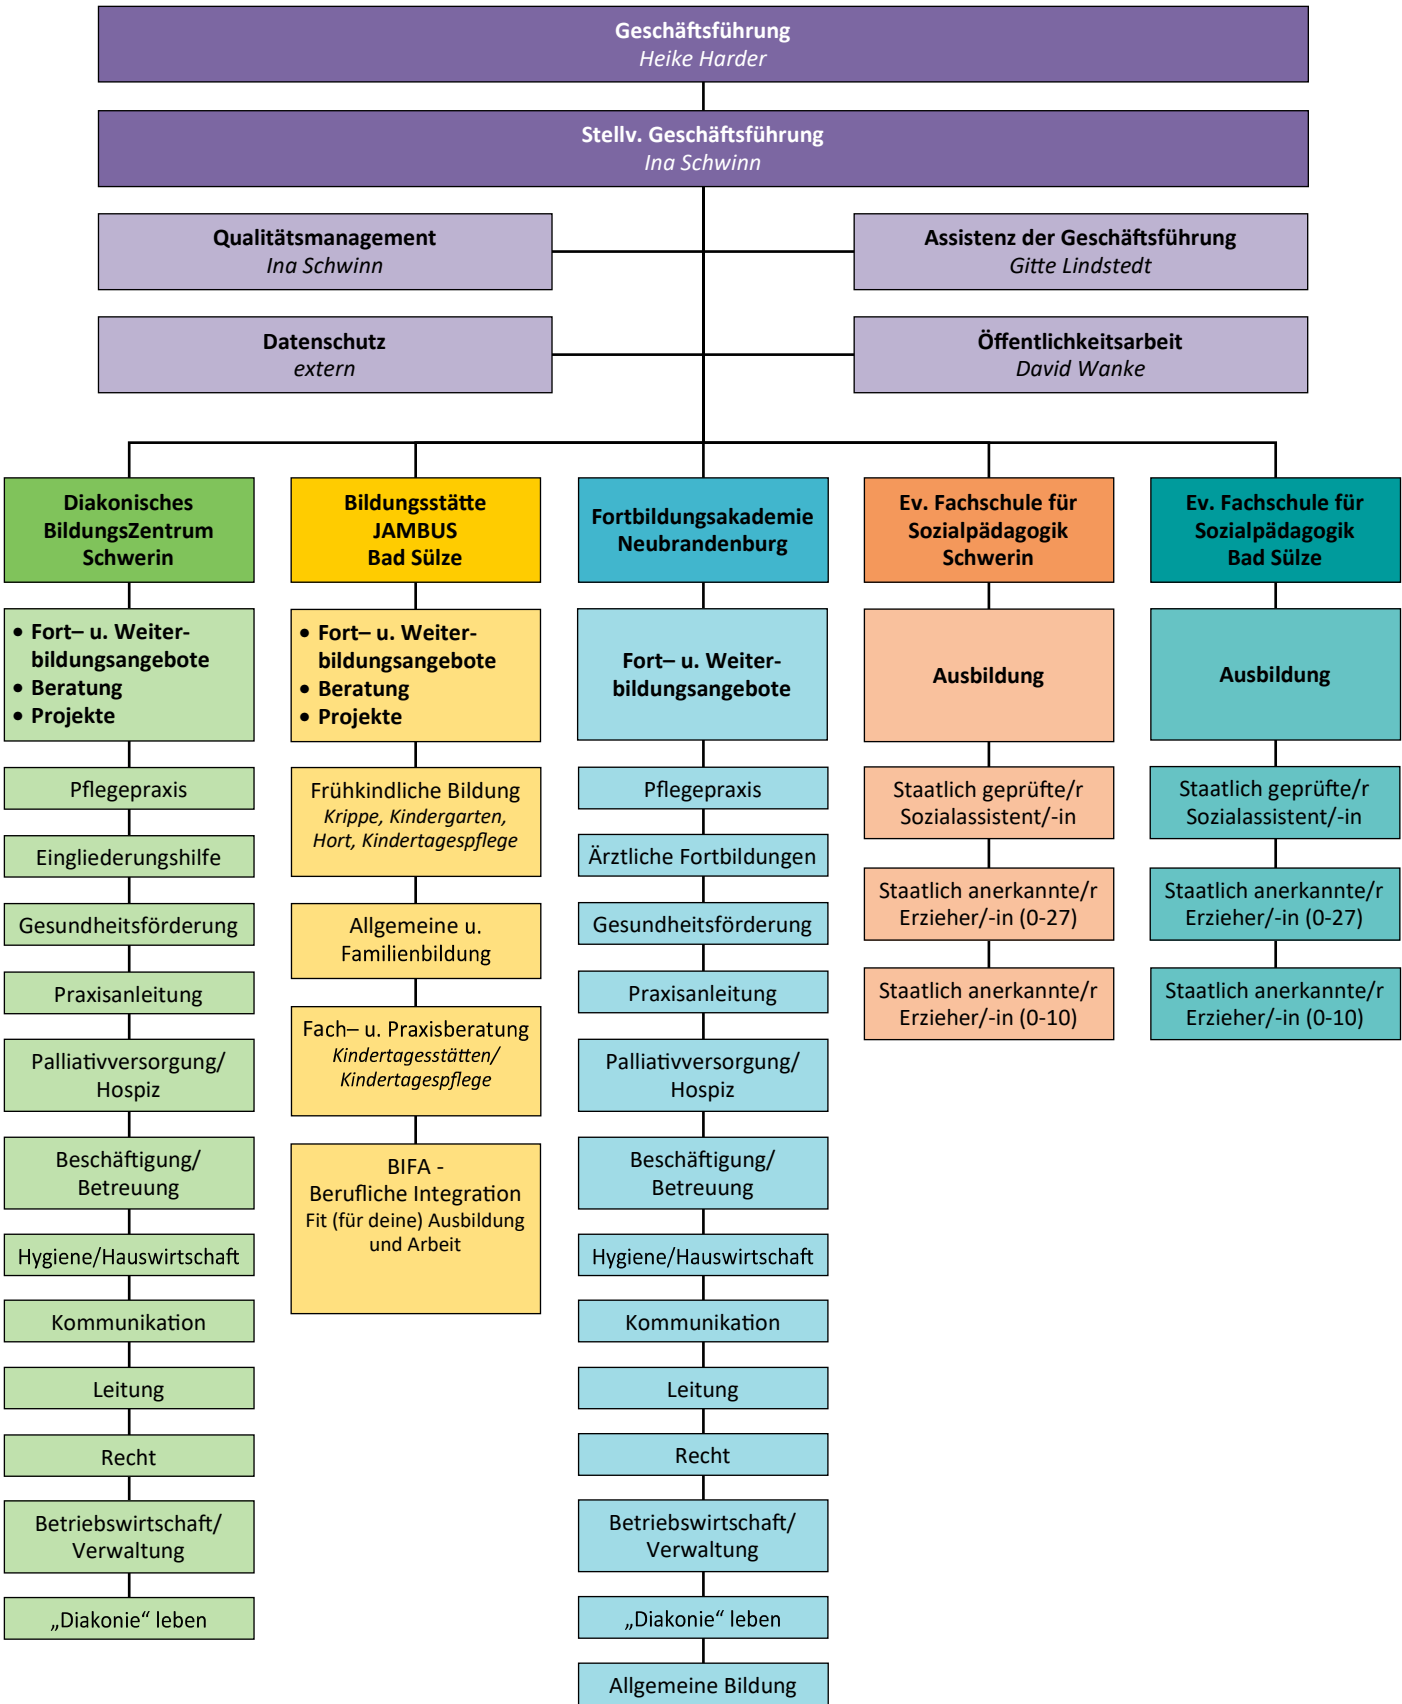 Geschäftsführung
Heike Harder
Stellv. Geschäftsführung
Ina Schwinn
Qualitätsmanagement
Ina Schwinn
Assistenz der Geschäftsführung
Gitte Lindstedt
Datenschutz
extern
Öffentlichkeitsarbeit
David Wanke
Diakonisches
BildungsZentrum
Schwerin
• Fort– u. Weiter-
bildungsangebote
• Beratung
• Projekte
Pflegepraxis
Eingliederungshilfe
Gesundheitsförderung
Praxisanleitung
Palliativversorgung/
Hospiz
Beschäftigung/
Betreuung
Hygiene/Hauswirtschaft
Kommunikation
Leitung
Recht
Betriebswirtschaft/
Verwaltung
„Diakonie“ leben
Bildungsstätte
JAMBUS
Bad Sülze
• Fort– u. Weiter-
bildungsangebote
• Beratung
• Projekte
Frühkindliche Bildung
Krippe, Kindergarten,
Hort, Kindertagespflege
Allgemeine u.
Familienbildung
Fach– u. Praxisberatung
Kindertagesstätten/
Kindertagespflege
BIFA -
Berufliche Integration
Fit (für deine) Ausbildung
und Arbeit
Fortbildungsakademie
Neubrandenburg
Fort– u. Weiter-
bildungsangebote
Pflegepraxis
Ärztliche Fortbildungen
Gesundheitsförderung
Praxisanleitung
Palliativversorgung/
Hospiz
Beschäftigung/
Betreuung
Hygiene/Hauswirtschaft
Kommunikation
Leitung
Recht
Betriebswirtschaft/
Verwaltung
„Diakonie“ leben
Allgemeine Bildung
Ev. Fachschule für
Sozialpädagogik
Schwerin
Ausbildung
Staatlich geprüfte/r
Sozialassistent/-in
Staatlich anerkannte/r
Erzieher/-in (0-27)
Staatlich anerkannte/r
Erzieher/-in (0-10)
Ev. Fachschule für
Sozialpädagogik
Bad Sülze
Ausbildung
Staatlich geprüfte/r
Sozialassistent/-in
Staatlich anerkannte/r
Erzieher/-in (0-27)
Staatlich anerkannte/r
Erzieher/-in (0-10)